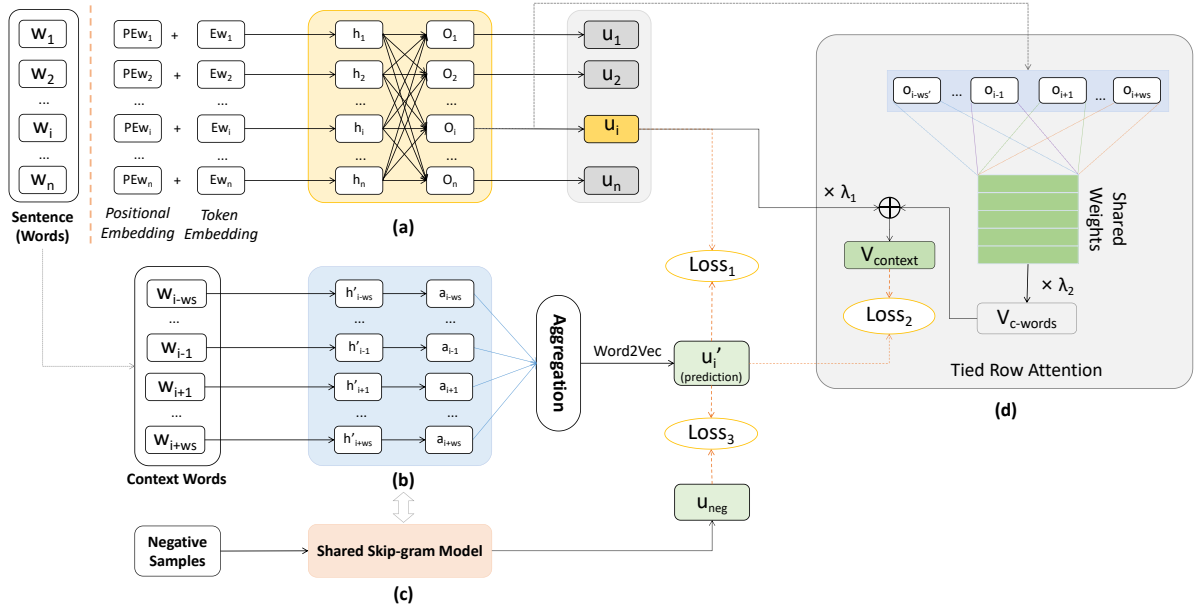 W1
W2
...
Wi
...
Wn
Sentence
(Words)
PEw1 + Ew1
PEw2 + Ew2
... ...
PEwi + Ewi
... ...
PEwn + Ewn
Positional
Embedding
Token
Embedding
h1 O1
h2 O2
... ...
hi Oi
... ...
hn On
(a)
u1
u2
...
ui
...
un
Context Words
Wi-ws
...
Wi-1
Wi+1
...
Wi+ws
h'i-ws ai-ws
... ...
h'i-1 ai-1
h'i+1 ai+1
... ...
h'i+ws ai+ws
(b)
Aggregation
Word2Vec
ui'
(prediction)
Loss1
Loss3
uneg
Negative
Samples
Shared Skip-gram Model
(c)
oi-ws' ... oi-1 oi+1 ... oi+ws
Shared
Weights
× λ1
× λ2
Vcontext
Loss2
Vc-words
Tied Row Attention
(d)